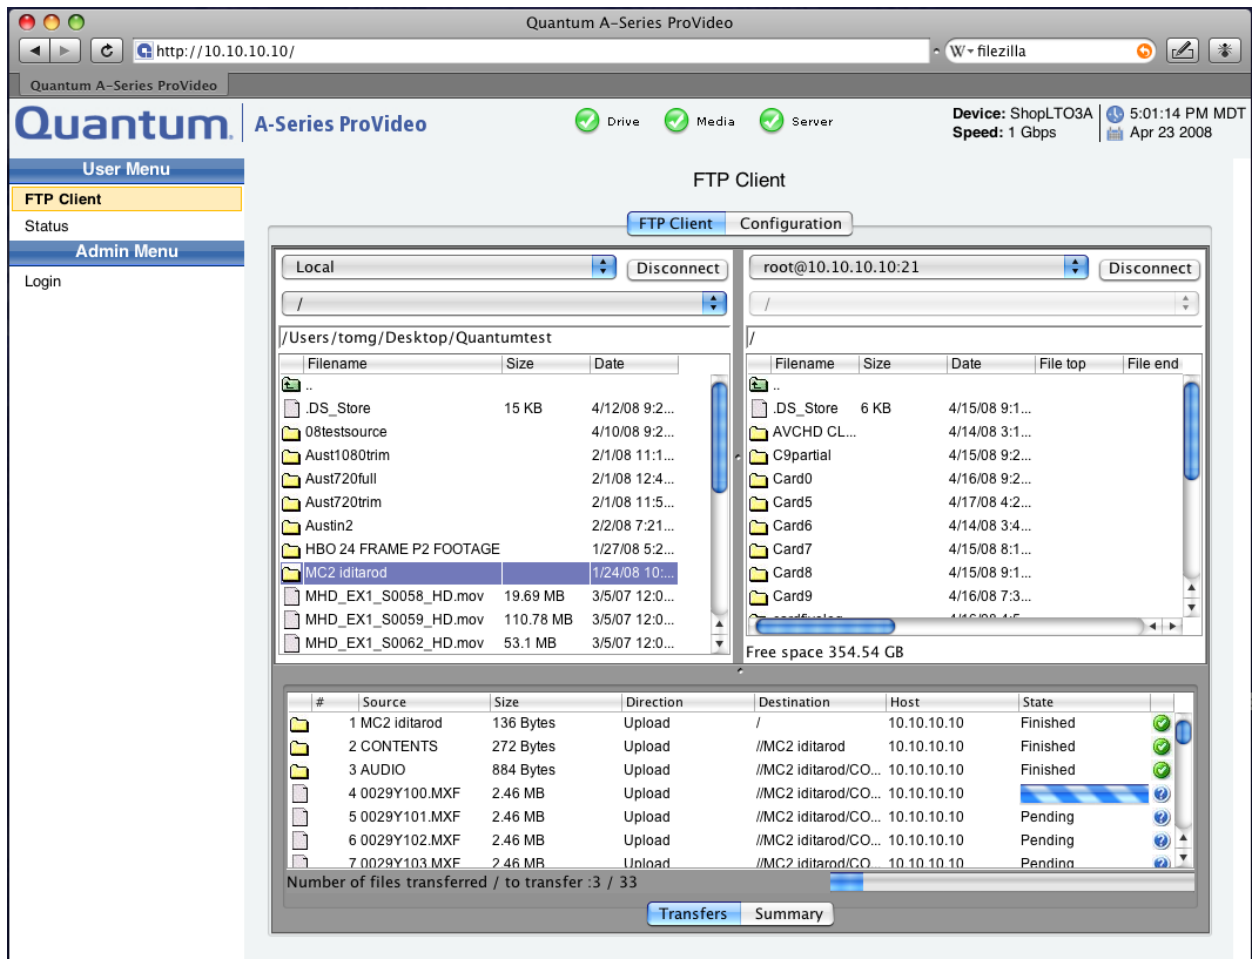 Quantum A-Series ProVideo
http://10.10.10.10/
W filezilla
Quantum A-Series ProVideo
Quantum. A-Series ProVideo
Drive Media Server
Device: ShopLTO3A 5:01:14 PM MDT
Speed: 1 Gbps Apr 23 2008
User Menu
FTP Client
Status
Admin Menu
Login
FTP Client
FTP Client Configuration
Local Disconnect
/
/Users/tomg/Desktop/Quantumtest
Filename Size Date
..
.DS_Store 15 KB 4/12/08 9:2...
08testsource 4/10/08 9:2...
Aust1080trim 2/1/08 11:1...
Aust720full 2/1/08 12:4...
Aust720trim 2/1/08 11:5...
Austin2 2/2/08 7:21...
HBO 24 FRAME P2 FOOTAGE 1/27/08 5:2...
MC2 iditarod 1/24/08 10:...
MHD_EX1_S0058_HD.mov 19.69 MB 3/5/07 12:0...
MHD_EX1_S0059_HD.mov 110.78 MB 3/5/07 12:0...
MHD_EX1_S0062_HD.mov 53.1 MB 3/5/07 12:0...
root@10.10.10.10:21 Disconnect
/
/
Filename Size Date File top File end
..
.DS_Store 6 KB 4/15/08 9:1...
AVCHD CL... 4/14/08 3:1...
C9partial 4/15/08 9:2...
Card0 4/16/08 9:2...
Card5 4/17/08 4:2...
Card6 4/14/08 3:4...
Card7 4/15/08 8:1...
Card8 4/15/08 9:1...
Card9 4/16/08 7:3...
Free space 354.54 GB
# Source Size Direction Destination Host State
1 MC2 iditarod 136 Bytes Upload / 10.10.10.10 Finished
2 CONTENTS 272 Bytes Upload //MC2 iditarod 10.10.10.10 Finished
3 AUDIO 884 Bytes Upload //MC2 iditarod/CO... 10.10.10.10 Finished
4 0029Y100.MXF 2.46 MB Upload //MC2 iditarod/CO... 10.10.10.10
5 0029Y101.MXF 2.46 MB Upload //MC2 iditarod/CO... 10.10.10.10 Pending
6 0029Y102.MXF 2.46 MB Upload //MC2 iditarod/CO... 10.10.10.10 Pending
7 0029Y103.MXF 2.46 MB Upload //MC2 iditarod/CO... 10.10.10.10 Pending
Number of files transferred / to transfer :3 / 33
Transfers Summary